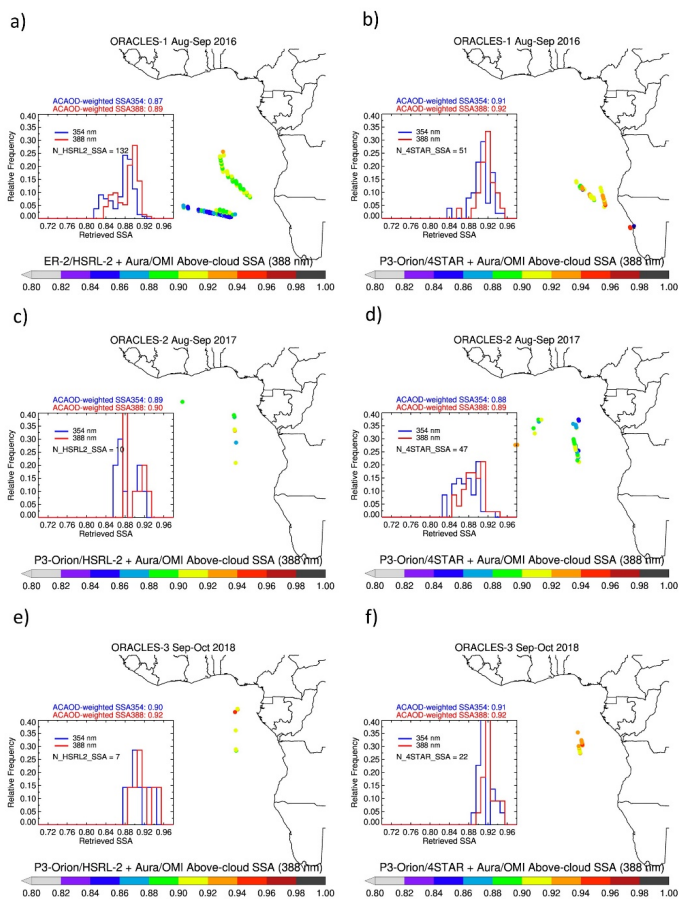 a)
ORACLES-1 Aug-Sep 2016
ACAOD-weighted SSA354: 0.87
ACAOD-weighted SSA388: 0.89
0.40
0.35
0.30
0.25
0.20
0.15
0.10
0.05
0.00
Relative Frequency
354 nm
388 nm
N_HSRL2_SSA = 132
0.72 0.76 0.80 0.84 0.88 0.92 0.96
Retrieved SSA
ER-2/HSRL-2 + Aura/OMI Above-cloud SSA (388 nm)
0.80 0.82 0.84 0.86 0.88 0.90 0.92 0.94 0.96 0.98 1.00
b)
ORACLES-1 Aug-Sep 2016
ACAOD-weighted SSA354: 0.91
ACAOD-weighted SSA388: 0.92
0.40
0.35
0.30
0.25
0.20
0.15
0.10
0.05
0.00
Relative Frequency
354 nm
388 nm
N_4STAR_SSA = 51
0.72 0.76 0.80 0.84 0.88 0.92 0.96
Retrieved SSA
P3-Orion/4STAR + Aura/OMI Above-cloud SSA (388 nm)
0.80 0.82 0.84 0.86 0.88 0.90 0.92 0.94 0.96 0.98 1.00
c)
ORACLES-2 Aug-Sep 2017
ACAOD-weighted SSA354: 0.89
ACAOD-weighted SSA388: 0.90
0.40
0.35
0.30
0.25
0.20
0.15
0.10
0.05
0.00
Relative Frequency
354 nm
388 nm
N_HSRL2_SSA = 10
0.72 0.76 0.80 0.84 0.88 0.92 0.96
Retrieved SSA
P3-Orion/HSRL-2 + Aura/OMI Above-cloud SSA (388 nm)
0.80 0.82 0.84 0.86 0.88 0.90 0.92 0.94 0.96 0.98 1.00
d)
ORACLES-2 Aug-Sep 2017
ACAOD-weighted SSA354: 0.88
ACAOD-weighted SSA388: 0.89
0.40
0.35
0.30
0.25
0.20
0.15
0.10
0.05
0.00
Relative Frequency
354 nm
388 nm
N_4STAR_SSA = 47
0.72 0.76 0.80 0.84 0.88 0.92 0.96
Retrieved SSA
P3-Orion/4STAR + Aura/OMI Above-cloud SSA (388 nm)
0.80 0.82 0.84 0.86 0.88 0.90 0.92 0.94 0.96 0.98 1.00
e)
ORACLES-3 Sep-Oct 2018
ACAOD-weighted SSA354: 0.90
ACAOD-weighted SSA388: 0.92
0.40
0.35
0.30
0.25
0.20
0.15
0.10
0.05
0.00
Relative Frequency
354 nm
388 nm
N_HSRL2_SSA = 7
0.72 0.76 0.80 0.84 0.88 0.92 0.96
Retrieved SSA
P3-Orion/HSRL-2 + Aura/OMI Above-cloud SSA (388 nm)
0.80 0.82 0.84 0.86 0.88 0.90 0.92 0.94 0.96 0.98 1.00
f)
ORACLES-3 Sep-Oct 2018
ACAOD-weighted SSA354: 0.91
ACAOD-weighted SSA388: 0.92
0.40
0.35
0.30
0.25
0.20
0.15
0.10
0.05
0.00
Relative Frequency
354 nm
388 nm
N_4STAR_SSA = 22
0.72 0.76 0.80 0.84 0.88 0.92 0.96
Retrieved SSA
P3-Orion/4STAR + Aura/OMI Above-cloud SSA (388 nm)
0.80 0.82 0.84 0.86 0.88 0.90 0.92 0.94 0.96 0.98 1.00